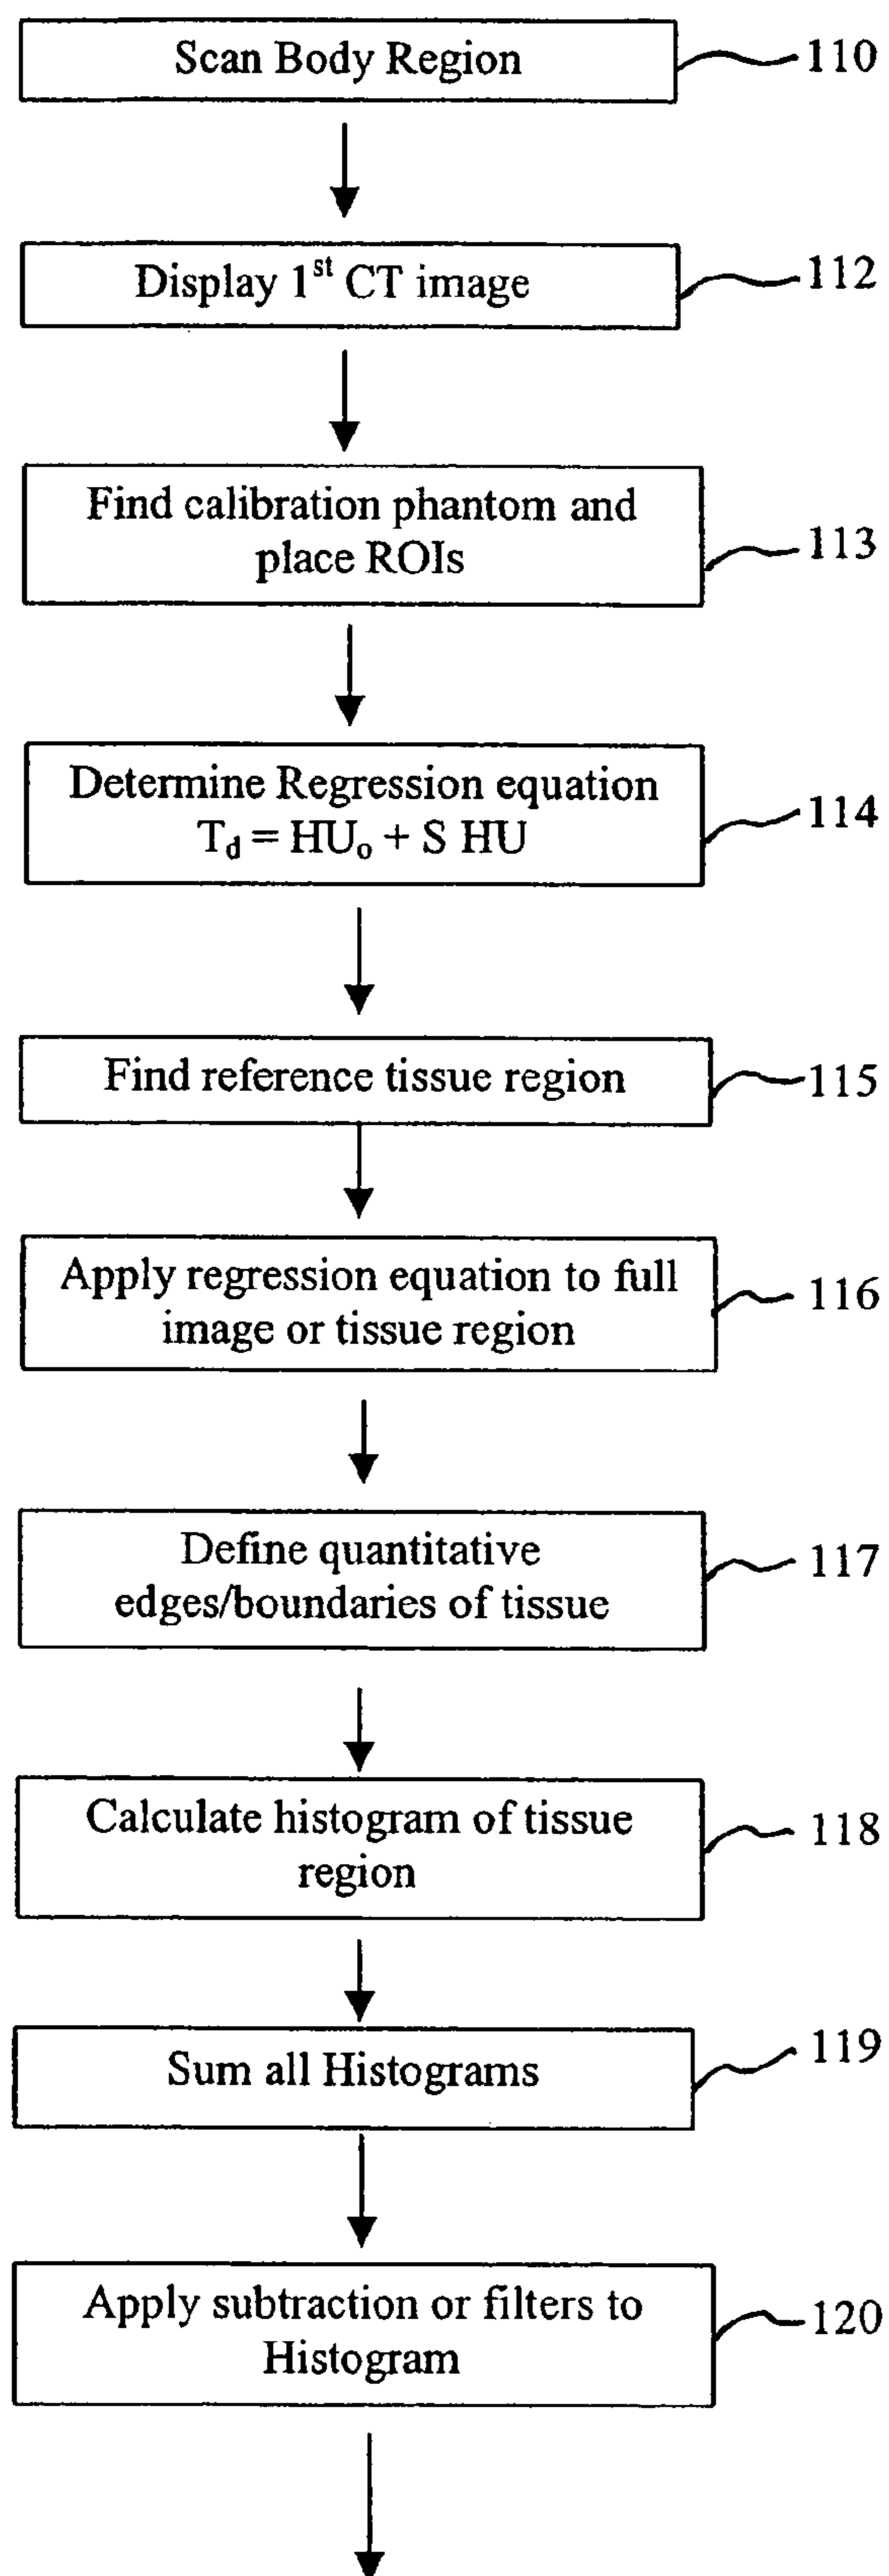 Scan Body Region
110
Display 1st CT image
112
Find calibration phantom and
place ROIs
113
Determine Regression equation
Td = HUo + S HU
114
Find reference tissue region
115
Apply regression equation to full
image or tissue region
116
Define quantitative
edges/boundaries of tissue
117
Calculate histogram of tissue
region
118
Sum all Histograms
119
Apply subtraction or filters to
Histogram
120